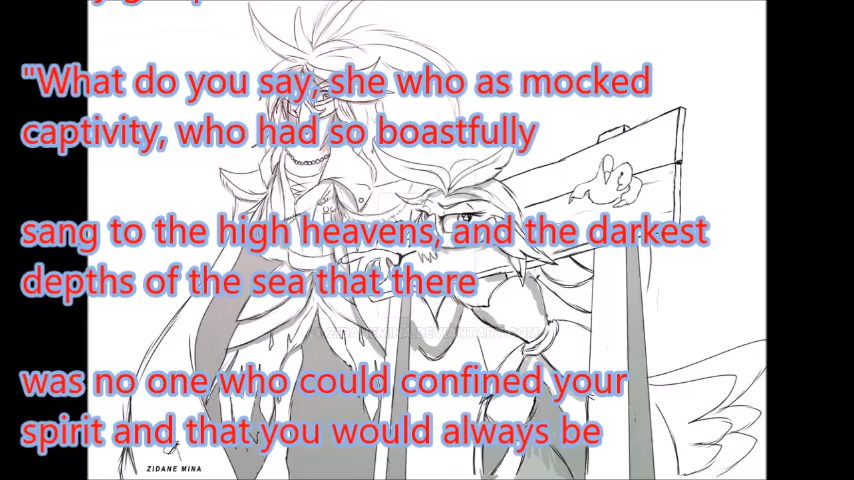 "What do you say, she who as mocked
captivity, who had so boastfully
sang to the high heavens, and the darkest
depths of the sea that there
was no one who could confined your
spirit and that you would always be
ZIDANE MINA